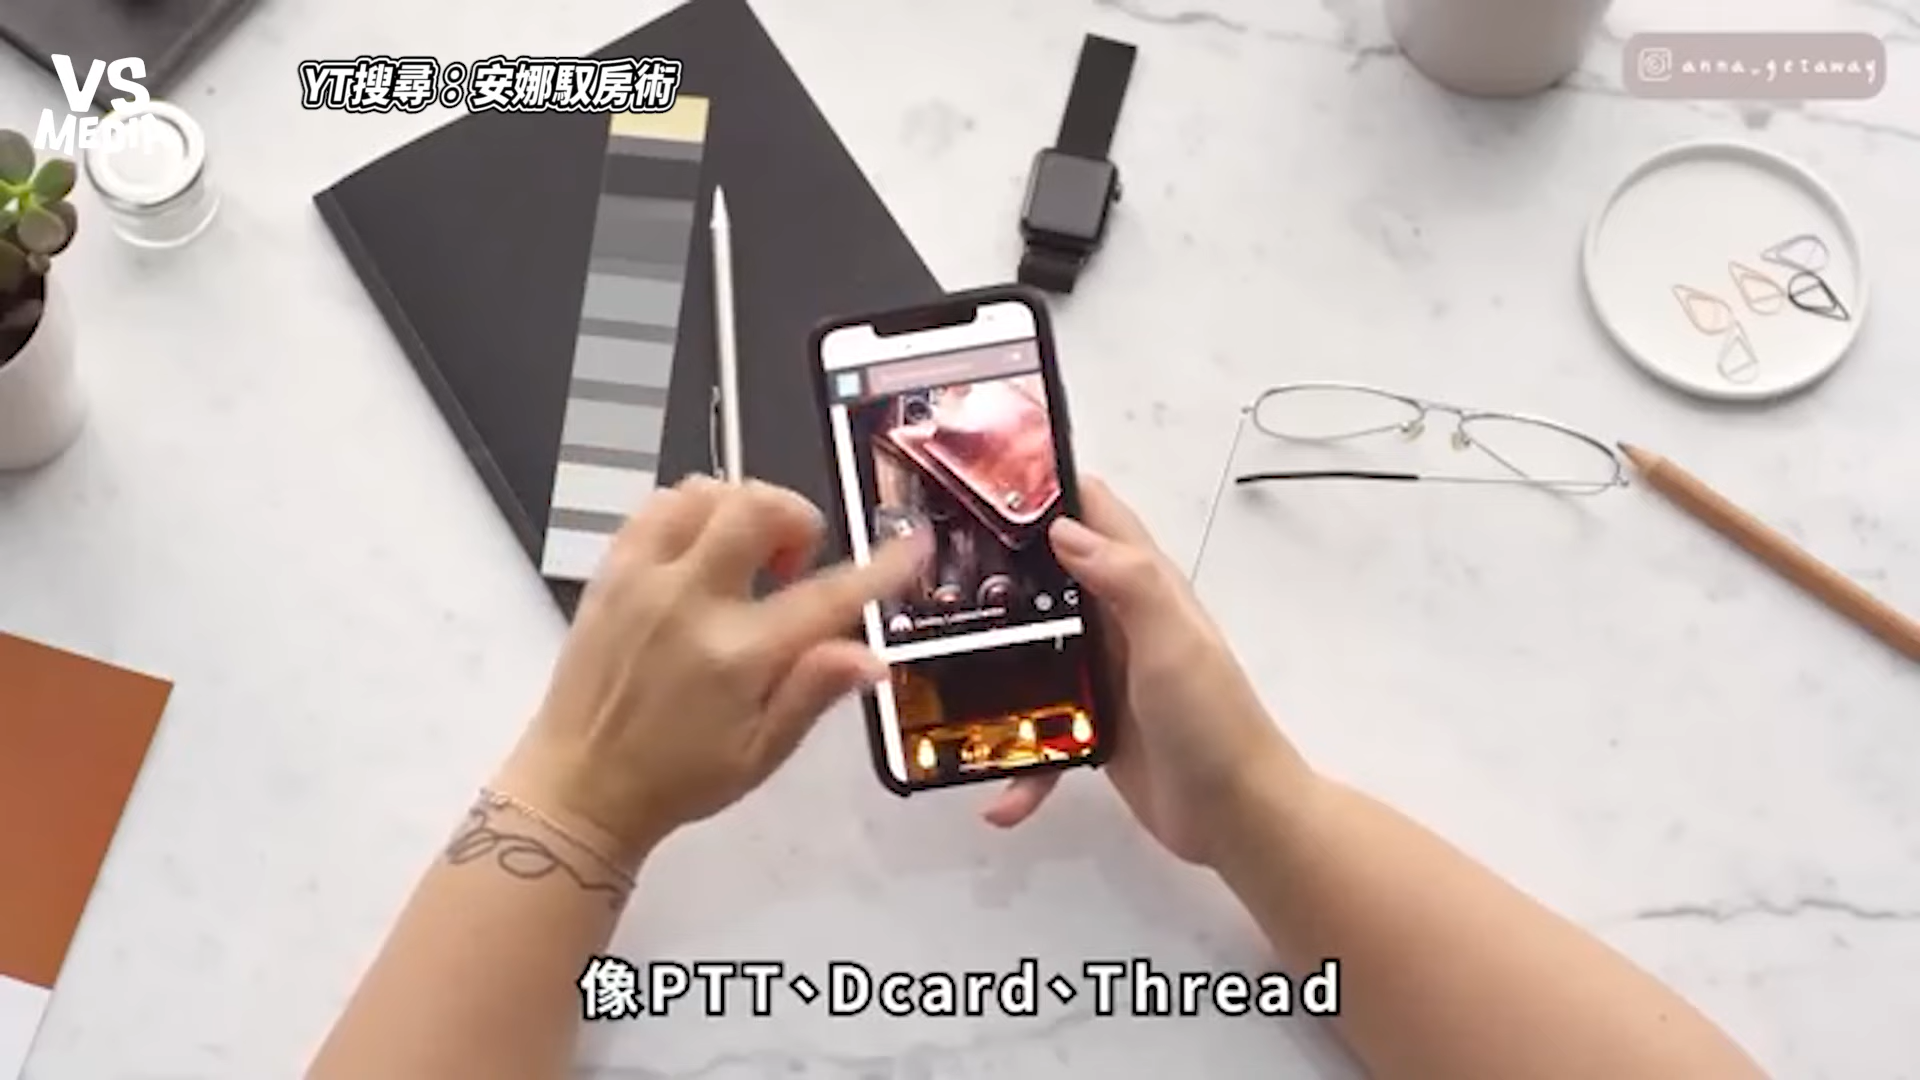 VS
MEDIA
YT搜尋：安娜馭房術
anna_getaway
像PTT、Dcard、Thread